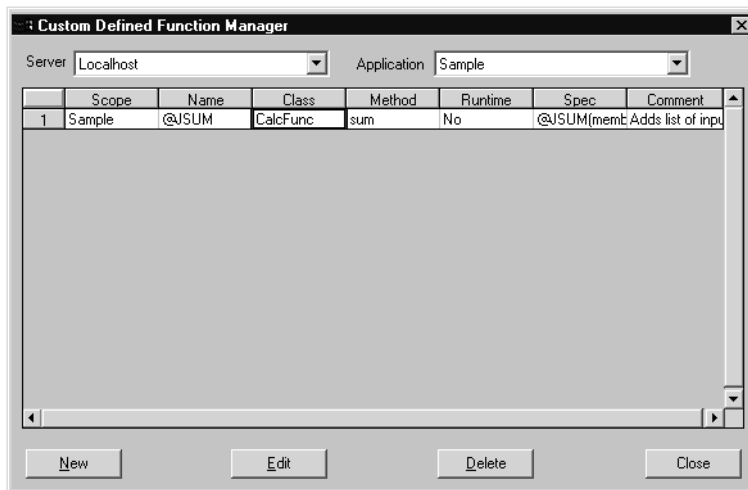 Custom Defined Function Manager
Server Localhost Application Sample
Scope Name Class Method Runtime Spec Comment
1 Sample @JSUM CalcFunc sum No @JSUM(memb Adds list of inpu
New Edit Delete Close